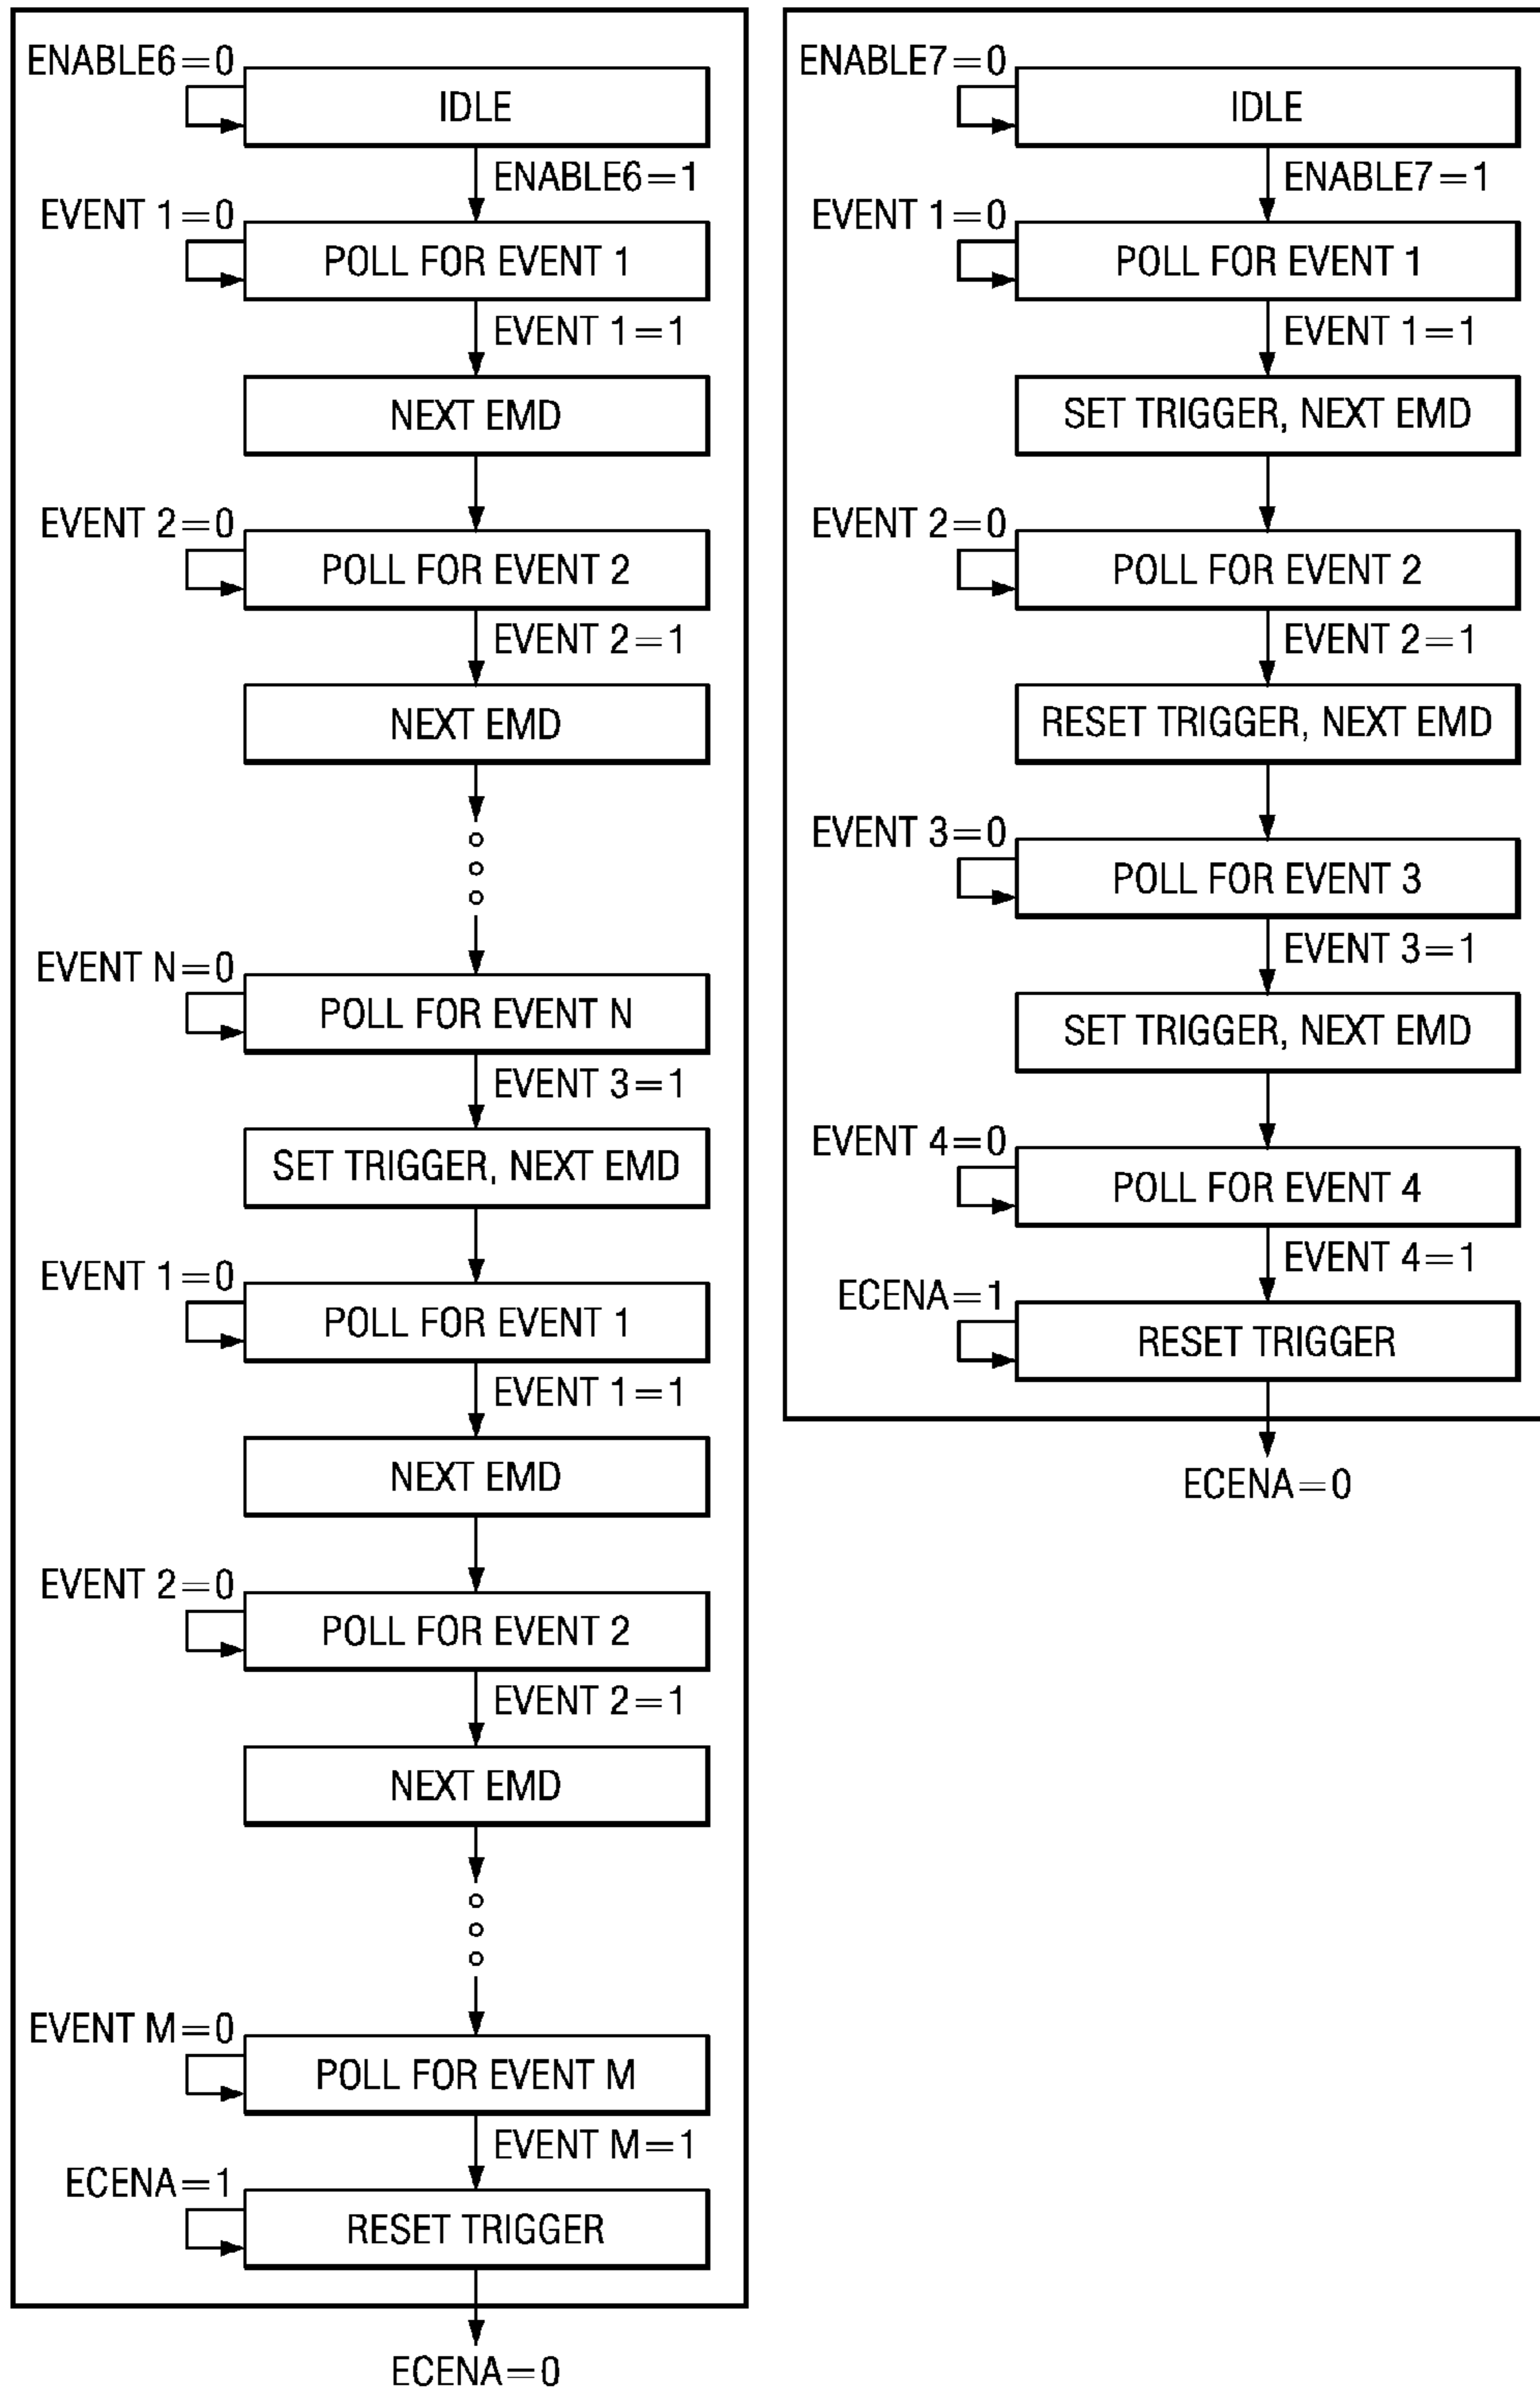 ENABLE6=0
IDLE
ENABLE6=1
EVENT 1=0
POLL FOR EVENT 1
EVENT 1=1
NEXT EMD
EVENT 2=0
POLL FOR EVENT 2
EVENT 2=1
NEXT EMD
EVENT N=0
POLL FOR EVENT N
EVENT 3=1
SET TRIGGER, NEXT EMD
EVENT 1=0
POLL FOR EVENT 1
EVENT 1=1
NEXT EMD
EVENT 2=0
POLL FOR EVENT 2
EVENT 2=1
NEXT EMD
EVENT M=0
POLL FOR EVENT M
EVENT M=1
ECENA=1
RESET TRIGGER
ECENA=0
ENABLE7=0
IDLE
ENABLE7=1
EVENT 1=0
POLL FOR EVENT 1
EVENT 1=1
SET TRIGGER, NEXT EMD
EVENT 2=0
POLL FOR EVENT 2
EVENT 2=1
RESET TRIGGER, NEXT EMD
EVENT 3=0
POLL FOR EVENT 3
EVENT 3=1
SET TRIGGER, NEXT EMD
EVENT 4=0
POLL FOR EVENT 4
EVENT 4=1
ECENA=1
RESET TRIGGER
ECENA=0